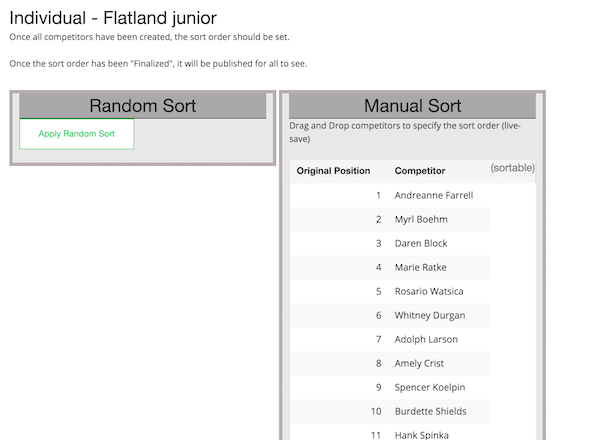 Individual - Flatland junior
Once all competitors have been created, the sort order should be set.
Once the sort order has been "Finalized", it will be published for all to see.
Random Sort
Apply Random Sort
Manual Sort
Drag and Drop competitors to specify the sort order (live-
save)
Original Position Competitor (sortable)
1 Andreanne Farrell
2 Myrl Boehm
3 Daren Block
4 Marie Ratke
5 Rosario Watsica
6 Whitney Durgan
7 Adolph Larson
8 Amely Crist
9 Spencer Koelpin
10 Burdette Shields
11 Hank Spinka